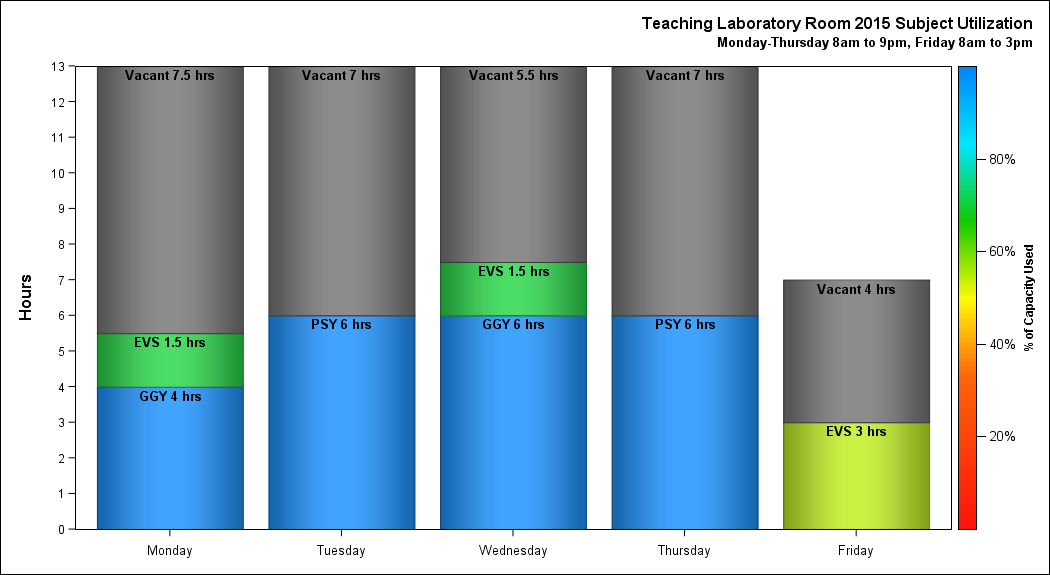 Teaching Laboratory Room 2015 Subject Utilization
Monday-Thursday 8am to 9pm, Friday 8am to 3pm
Hours
13
12
11
10
9
8
7
6
5
4
3
2
1
0
Vacant 7.5 hrs
EVS 1.5 hrs
GGY 4 hrs
Vacant 7 hrs
PSY 6 hrs
Vacant 5.5 hrs
EVS 1.5 hrs
GGY 6 hrs
Vacant 7 hrs
PSY 6 hrs
Vacant 4 hrs
EVS 3 hrs
Monday
Tuesday
Wednesday
Thursday
Friday
80%
60%
40%
20%
% of Capacity Used